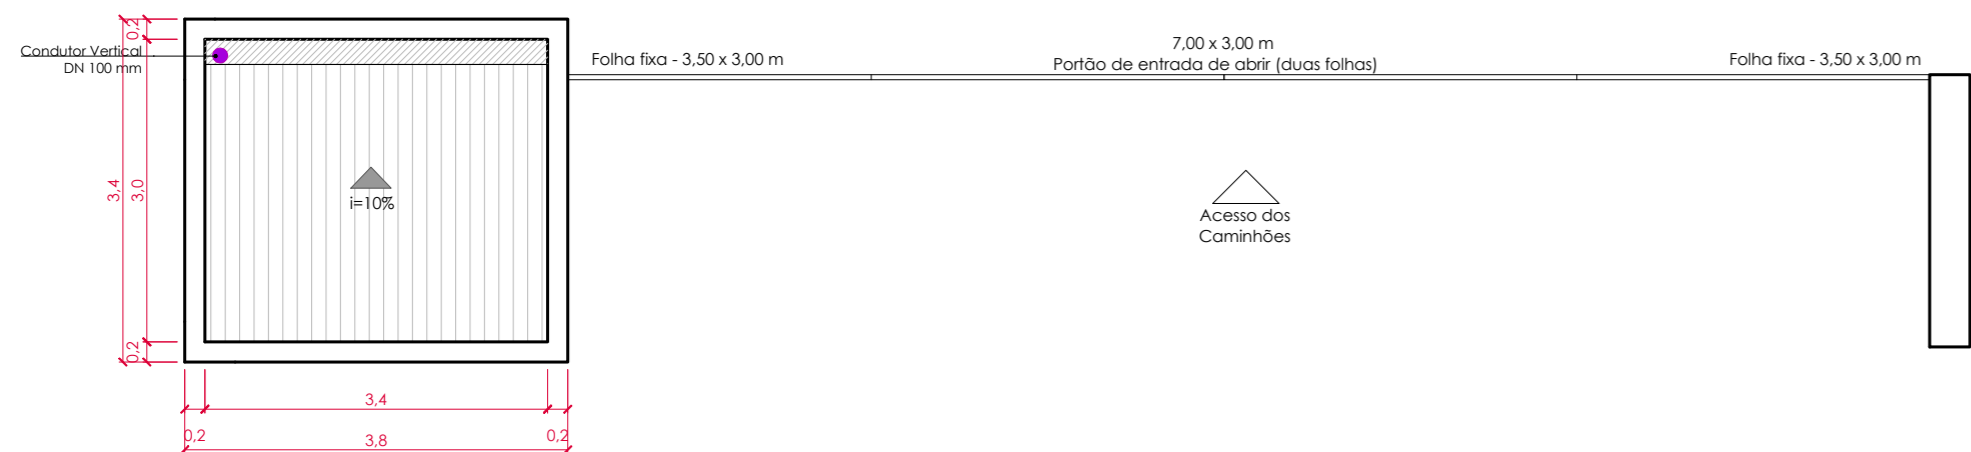 0,2
Condutor Vertical
DN 100 mm
Folha fixa - 3,50 x 3,00 m
7,00 x 3,00 m
Portão de entrada de abrir (duas folhas)
Folha fixa - 3,50 x 3,00 m
3,4
3,0
i=10%
Acesso dos
Caminhões
0,2
3,4
0,2
3,8
0,2